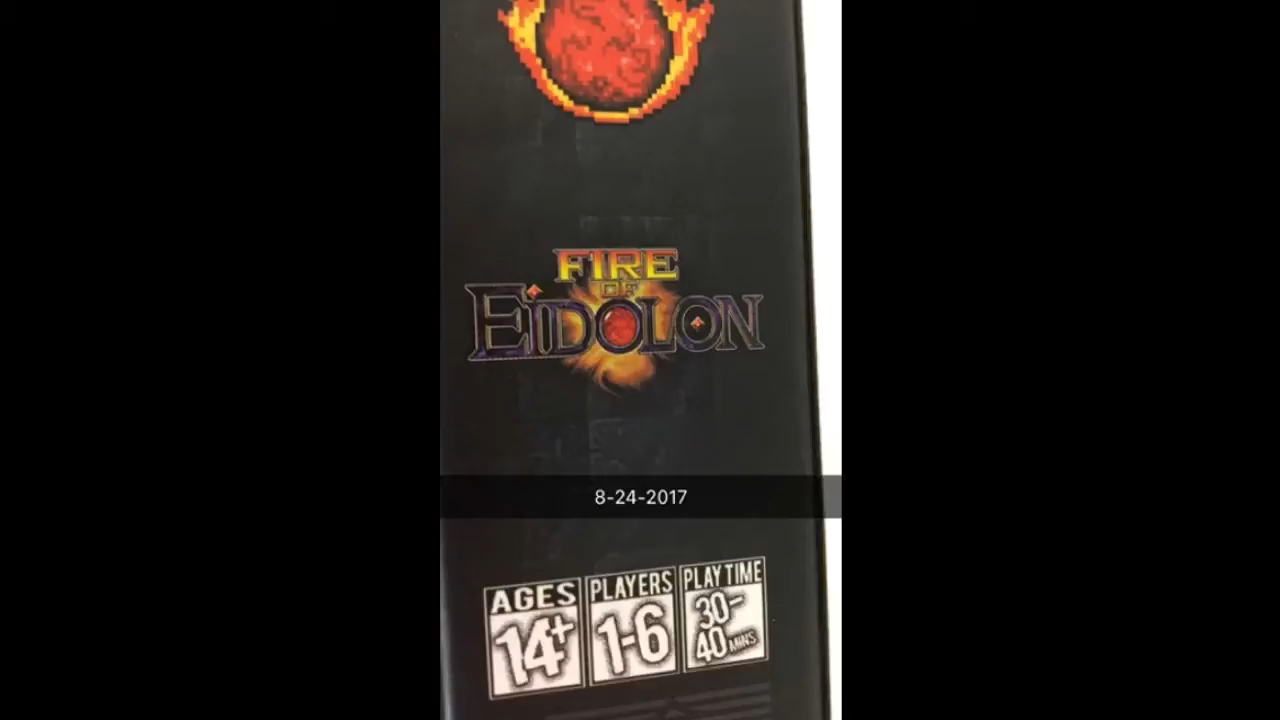 FIRE
OF
EIDOLON
8-24-2017
AGES
14+
PLAYERS
1-6
PLAY TIME
30-
40 MINS